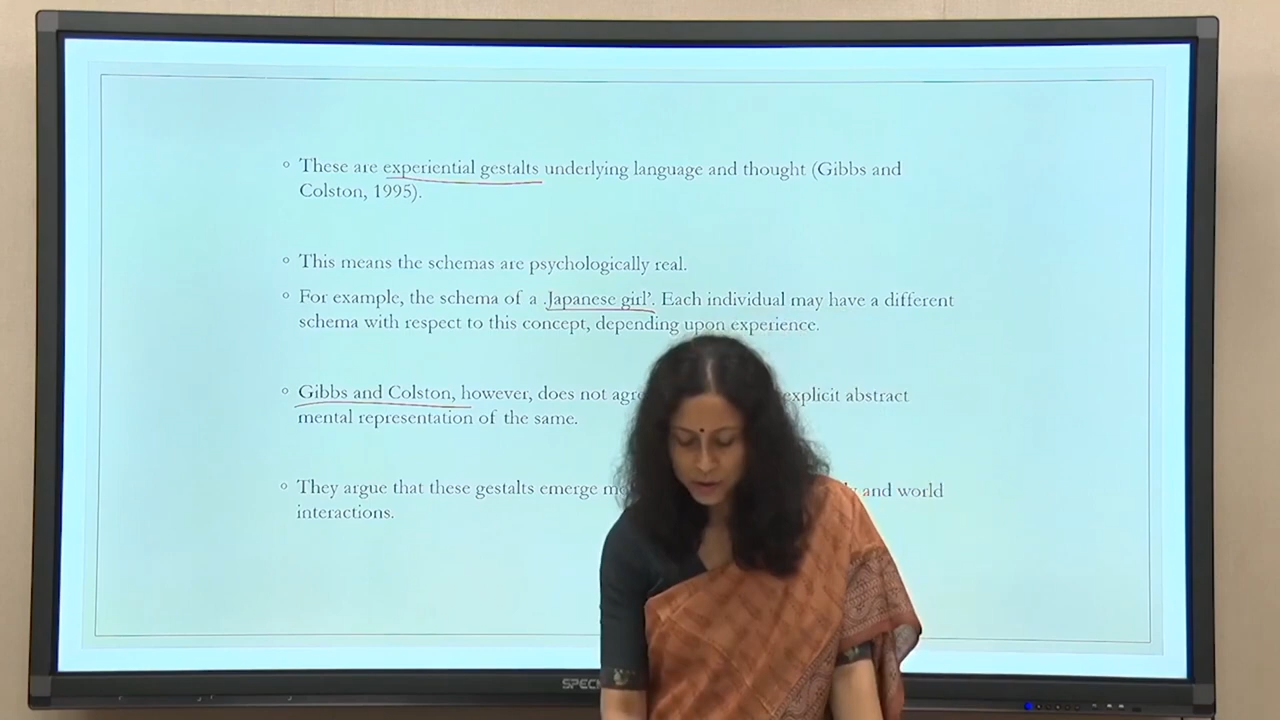 ° These are experiential gestalts underlying language and thought (Gibbs and
Colston, 1995).
° This means the schemas are psychologically real.
° For example, the schema of a .Japanese girl’. Each individual may have a different
schema with respect to this concept, depending upon experience.
° Gibbs and Colston, however, does not explicit abstract
mental representation of the same.
° They argue that these gestalts emerge and world
interactions.